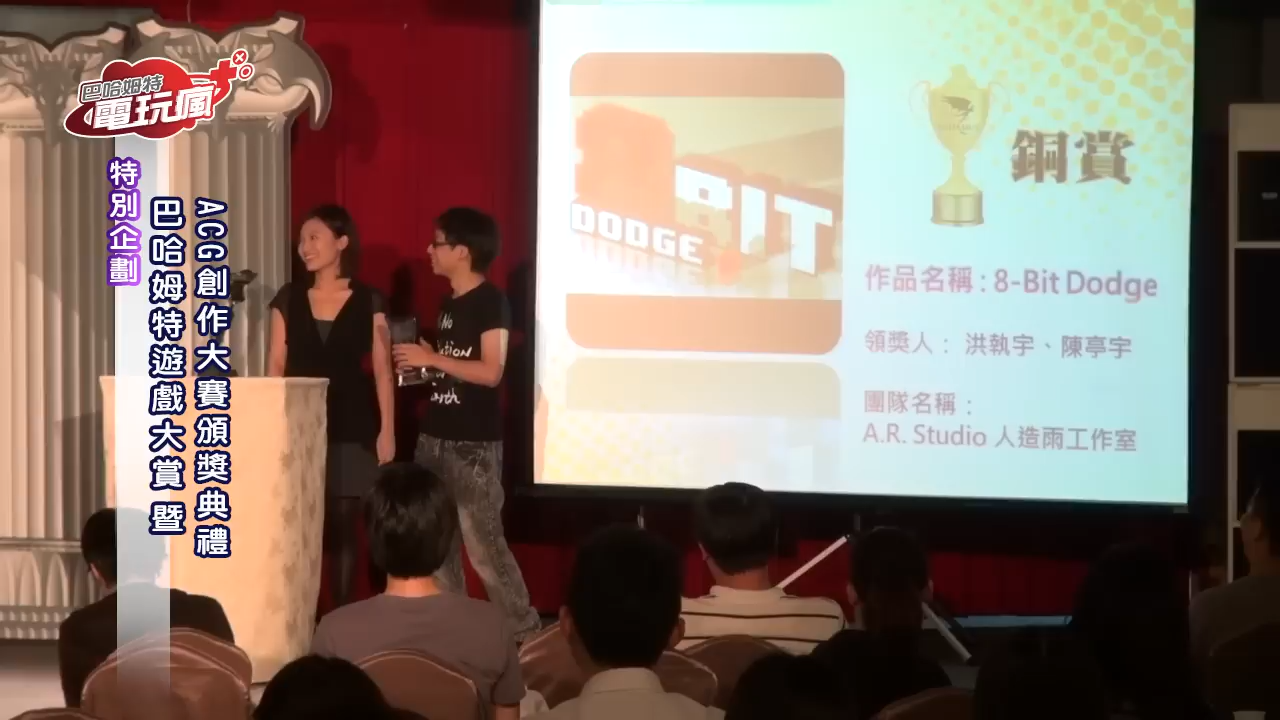 巴哈姆特
電玩瘋
特別企劃
巴哈姆特遊戲大賞 暨
ACG創作大賽頒獎典禮
BIT
DODGE
銅賞
作品名稱 : 8-Bit Dodge
領獎人： 洪執宇、陳亭宇
團隊名稱：
A.R. Studio 人造雨工作室
No